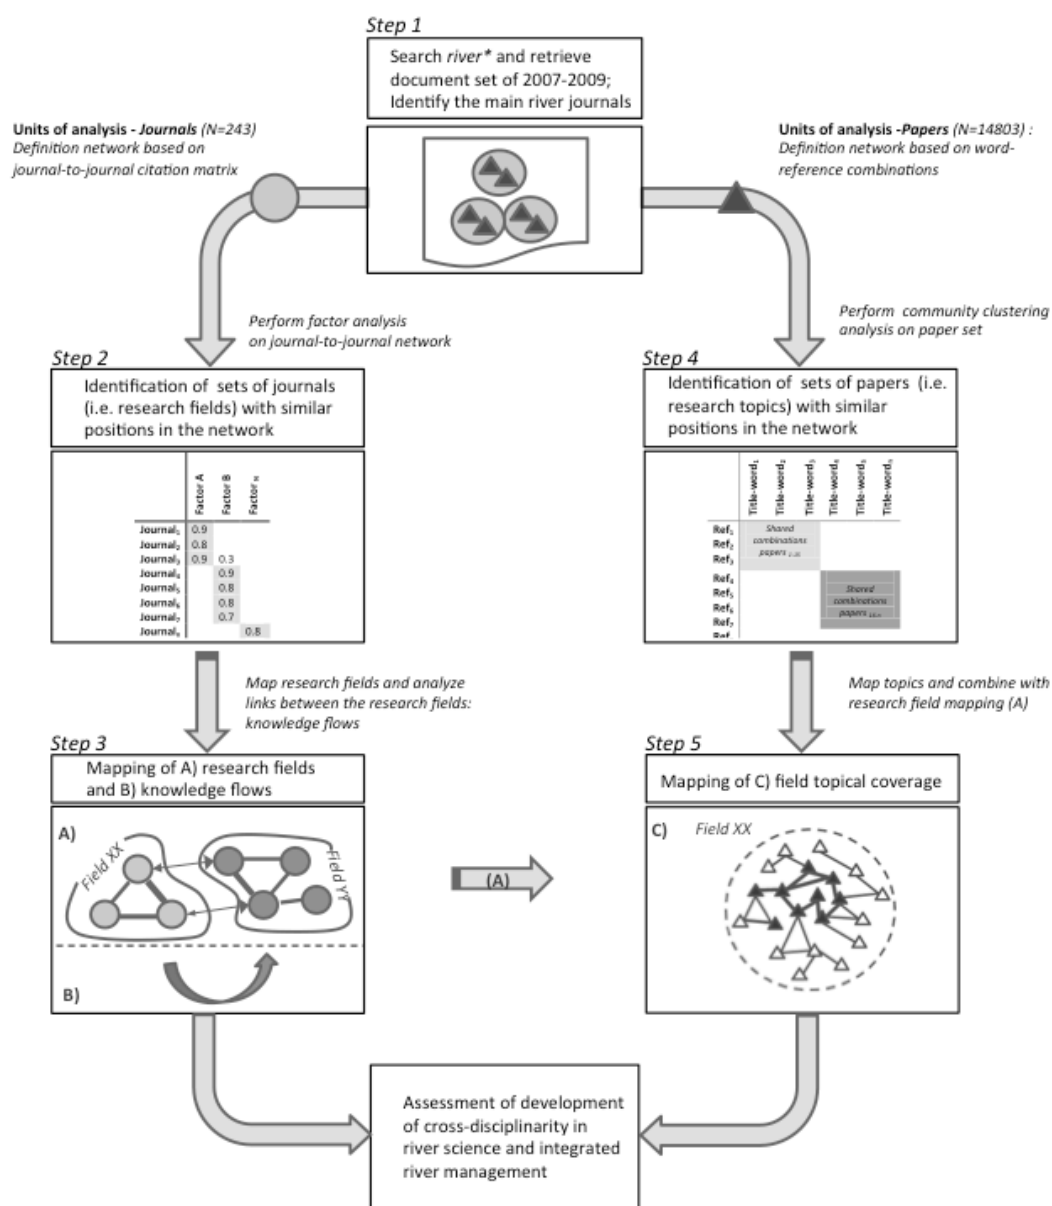 Step 1
Search river* and retrieve
document set of 2007-2009;
Identify the main river journals
Units of analysis - Journals (N=243)
Definition network based on
journal-to-journal citation matrix
Units of analysis -Papers (N=14803) :
Definition network based on word-
reference combinations
Perform factor analysis
on journal-to-journal network
Perform community clustering
analysis on paper set
Step 2
Identification of sets of journals
(i.e. research fields) with similar
positions in the network
Factor A
Factor B
Factor N
Journal1 0.9
Journal2 0.8
Journal3 0.9 0.3
Journal4 0.9
Journal5 0.8
Journal6 0.8
Journal7 0.7
0.8
Step 4
Identification of sets of papers (i.e.
research topics) with similar
positions in the network
Title-word1
Title-word2
Title-word3
Title-word4
Title-word
Title-word
Ref1
Ref2
Ref3
Ref4
Ref5
Ref6
Ref7
Ref
Shared
combinations
papers
Shared
combinations
papers
Map research fields and analyze
links between the research fields:
knowledge flows
Map topics and combine with
research field mapping (A)
Step 3
Mapping of A) research fields
and B) knowledge flows
A)
Field XX
Field YY
B)
(A)
Step 5
Mapping of C) field topical coverage
C)
Field XX
Assessment of development
of cross-disciplinarity in
river science and integrated
river management